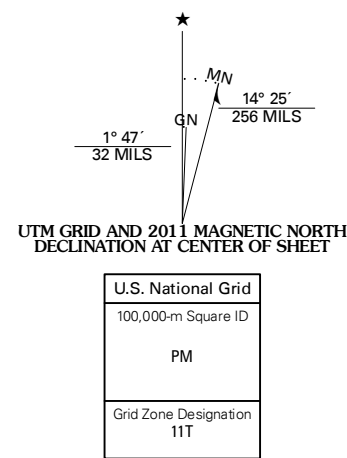 ★
MN
14° 25´
256 MILS
GN
1° 47´
32 MILS
UTM GRID AND 2011 MAGNETIC NORTH
DECLINATION AT CENTER OF SHEET
U.S. National Grid
100,000-m Square ID
PM
Grid Zone Designation
11T